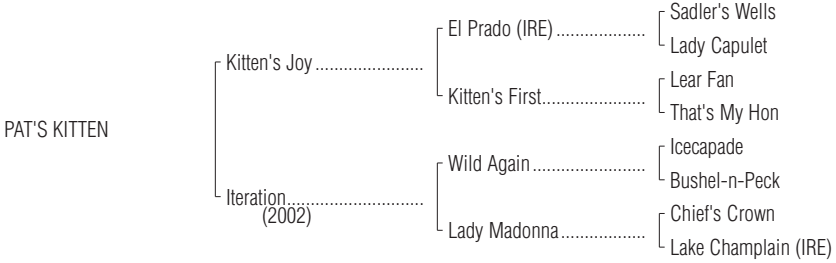 Sadler's Wells
El Prado (IRE)....................
Lady Capulet
Kitten's Joy.......................
Lear Fan
Kitten's First......................
That's My Hon
PAT'S KITTEN
Icecapade
Wild Again........................
Bushel-n-Peck
Iteration.............................
(2002)
Chief's Crown
Lady Madonna..................
Lake Champlain (IRE)